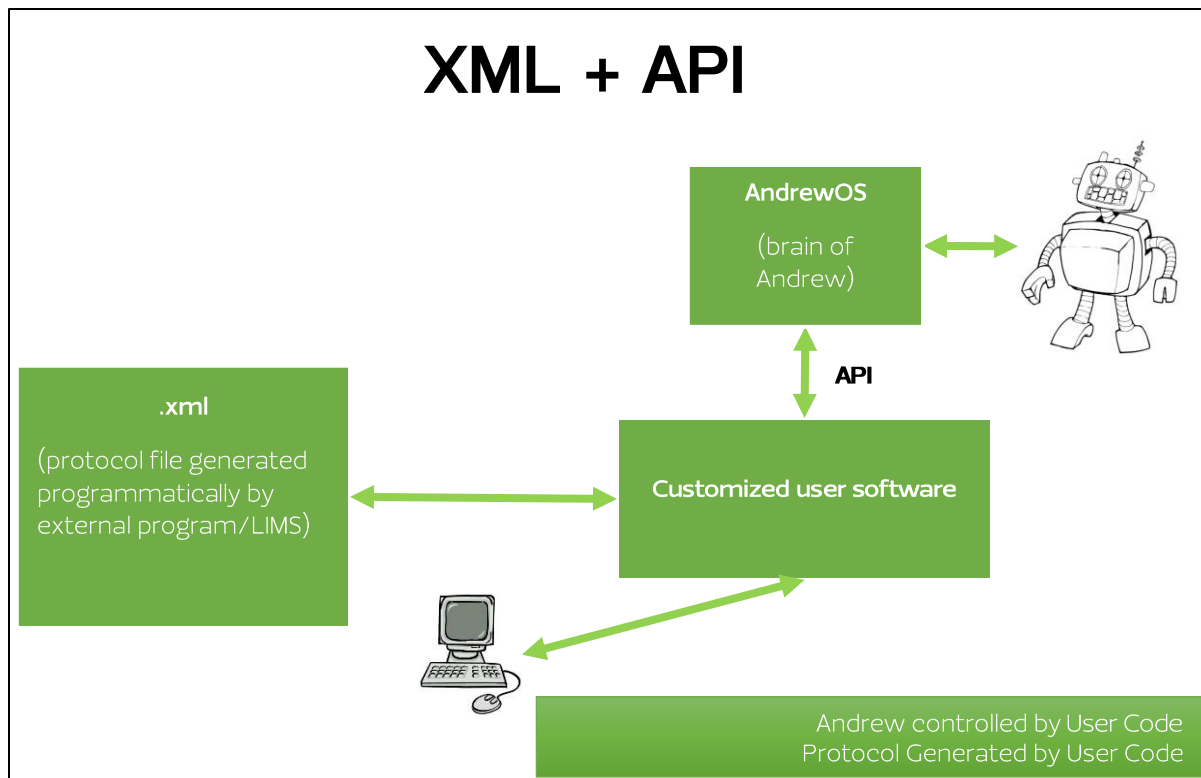 XML + API
AndrewOS
(brain of
Andrew)
API
.xml
(protocol file generated
programmatically by
external program/LIMS)
Customized user software
Andrew controlled by User Code
Protocol Generated by User Code